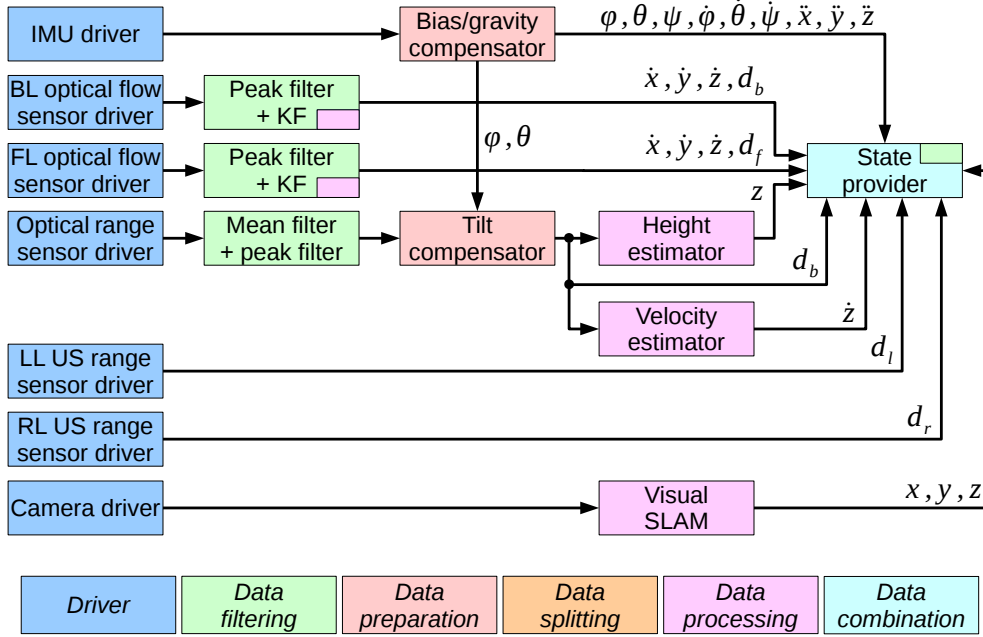 IMU driver
Bias/gravity
compensator
φ, θ, ψ, φ̇, θ̇, ψ̇, ẍ, ÿ, z̈
BL optical flow
sensor driver
Peak filter
+ KF
ẋ, ẏ, ż, d_b
φ, θ
FL optical flow
sensor driver
Peak filter
+ KF
ẋ, ẏ, ż, d_f
State
provider
z
Optical range
sensor driver
Mean filter
+ peak filter
Tilt
compensator
Height
estimator
d_b
Velocity
estimator
ż
LL US range
sensor driver
d_l
RL US range
sensor driver
d_r
Camera driver
Visual
SLAM
x, y, z
Driver
Data
filtering
Data
preparation
Data
splitting
Data
processing
Data
combination